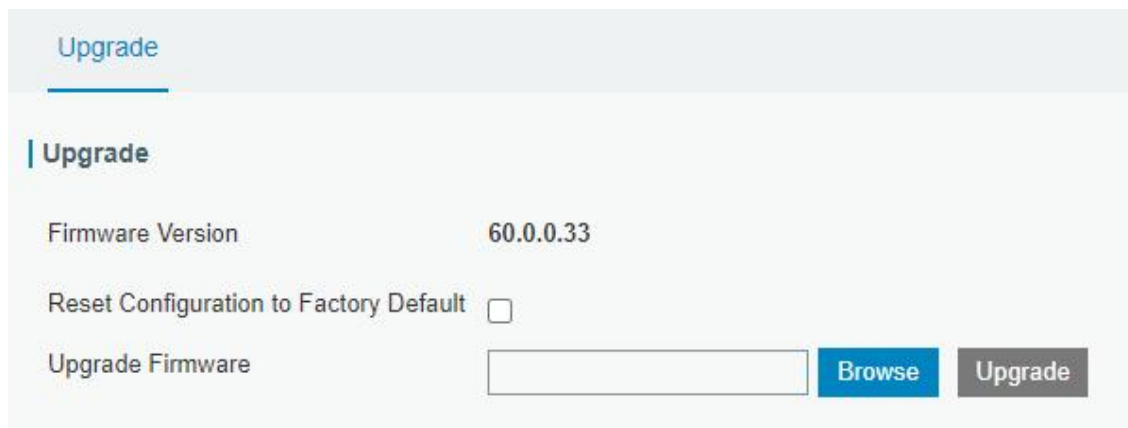 Upgrade
Upgrade
Firmware Version 60.0.0.33
Reset Configuration to Factory Default
Upgrade Firmware Browse Upgrade